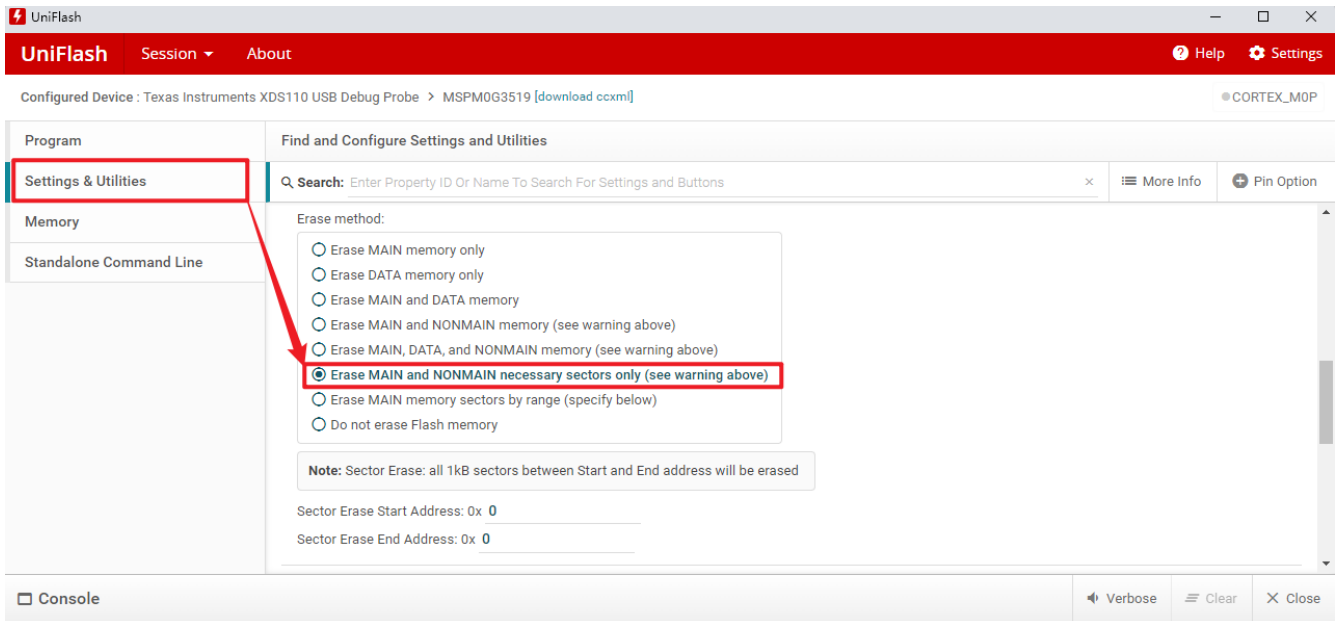 UniFlash
UniFlash Session About Help Settings
Configured Device : Texas Instruments XDS110 USB Debug Probe > MSPM0G3519 [download ccxml] CORTEX_M0P
Program
Settings & Utilities
Memory
Standalone Command Line
Find and Configure Settings and Utilities
Search: Enter Property ID Or Name To Search For Settings and Buttons × More Info Pin Option
Erase method:
Erase MAIN memory only
Erase DATA memory only
Erase MAIN and DATA memory
Erase MAIN and NONMAIN memory (see warning above)
Erase MAIN, DATA, and NONMAIN memory (see warning above)
Erase MAIN and NONMAIN necessary sectors only (see warning above)
Erase MAIN memory sectors by range (specify below)
Do not erase Flash memory
Note: Sector Erase: all 1kB sectors between Start and End address will be erased
Sector Erase Start Address: 0x 0
Sector Erase End Address: 0x 0
Console Verbose Clear Close